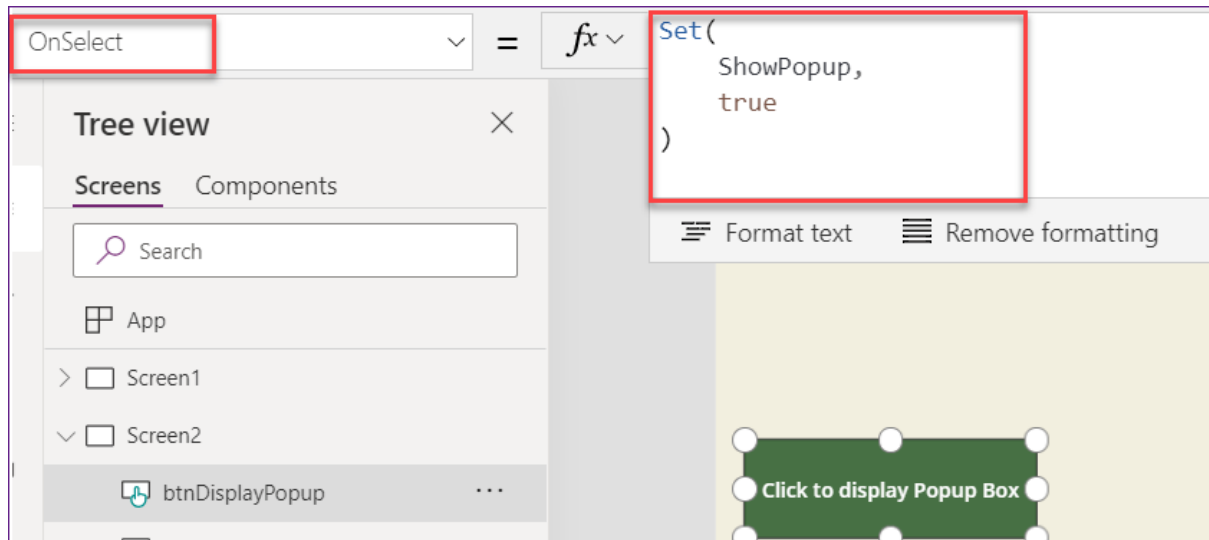 OnSelect
=
fx
Set(
ShowPopup,
true
)
Tree view
Screens Components
Search
App
Screen1
Screen2
btnDisplayPopup
...
Format text Remove formatting
Click to display Popup Box